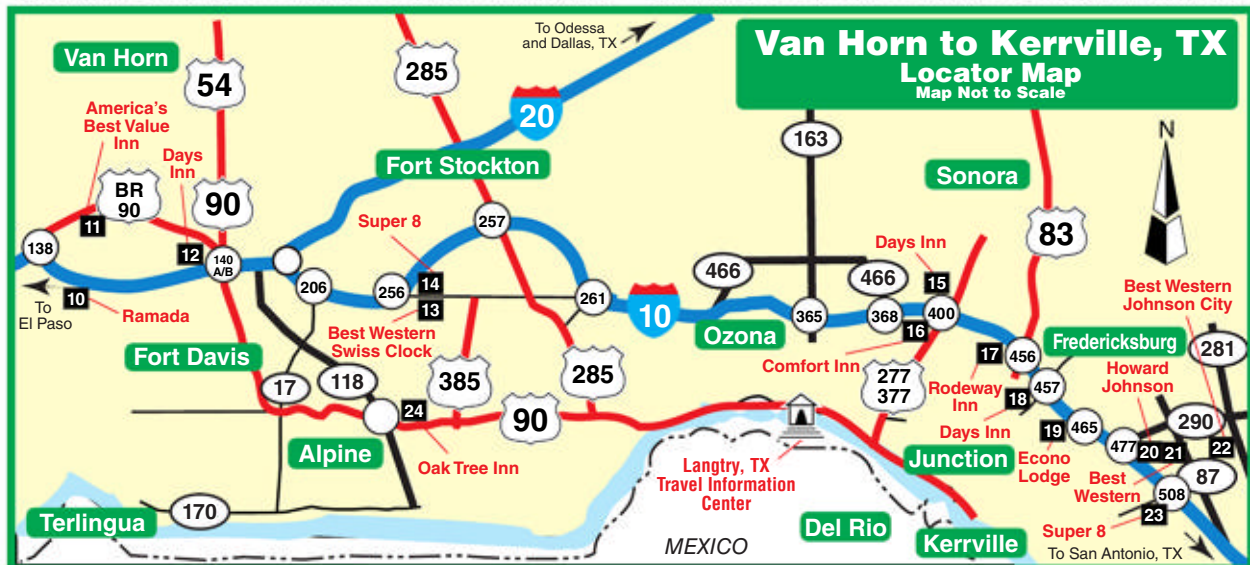 Van Horn to Kerrville, TX
Locator Map
Map Not to Scale
To Odessa
and Dallas, TX
N
Van Horn
54
285
20
163
America's
Best Value
Inn
Days
Inn
BR
90
90
Fort Stockton
Sonora
83
11
12
138
140
A/B
10
Ramada
To
El Paso
206
256
Super 8
14
13
Best Western
Swiss Clock
257
261
10
466
466
Ozona
365
368
Days Inn
15
400
16
Comfort Inn
277
377
17
Rodeway
Inn
456
457
18
Days Inn
Fredericksburg
Howard
Johnson
Best Western
Johnson City
281
290
19
Econo
Lodge
465
477
20
21
22
Best
Western
87
508
23
Super 8
To San Antonio, TX
Fort Davis
17
118
385
285
24
Oak Tree Inn
90
Alpine
Langtry, TX
Travel Information
Center
Junction
Terlingua
170
MEXICO
Del Rio
Kerrville